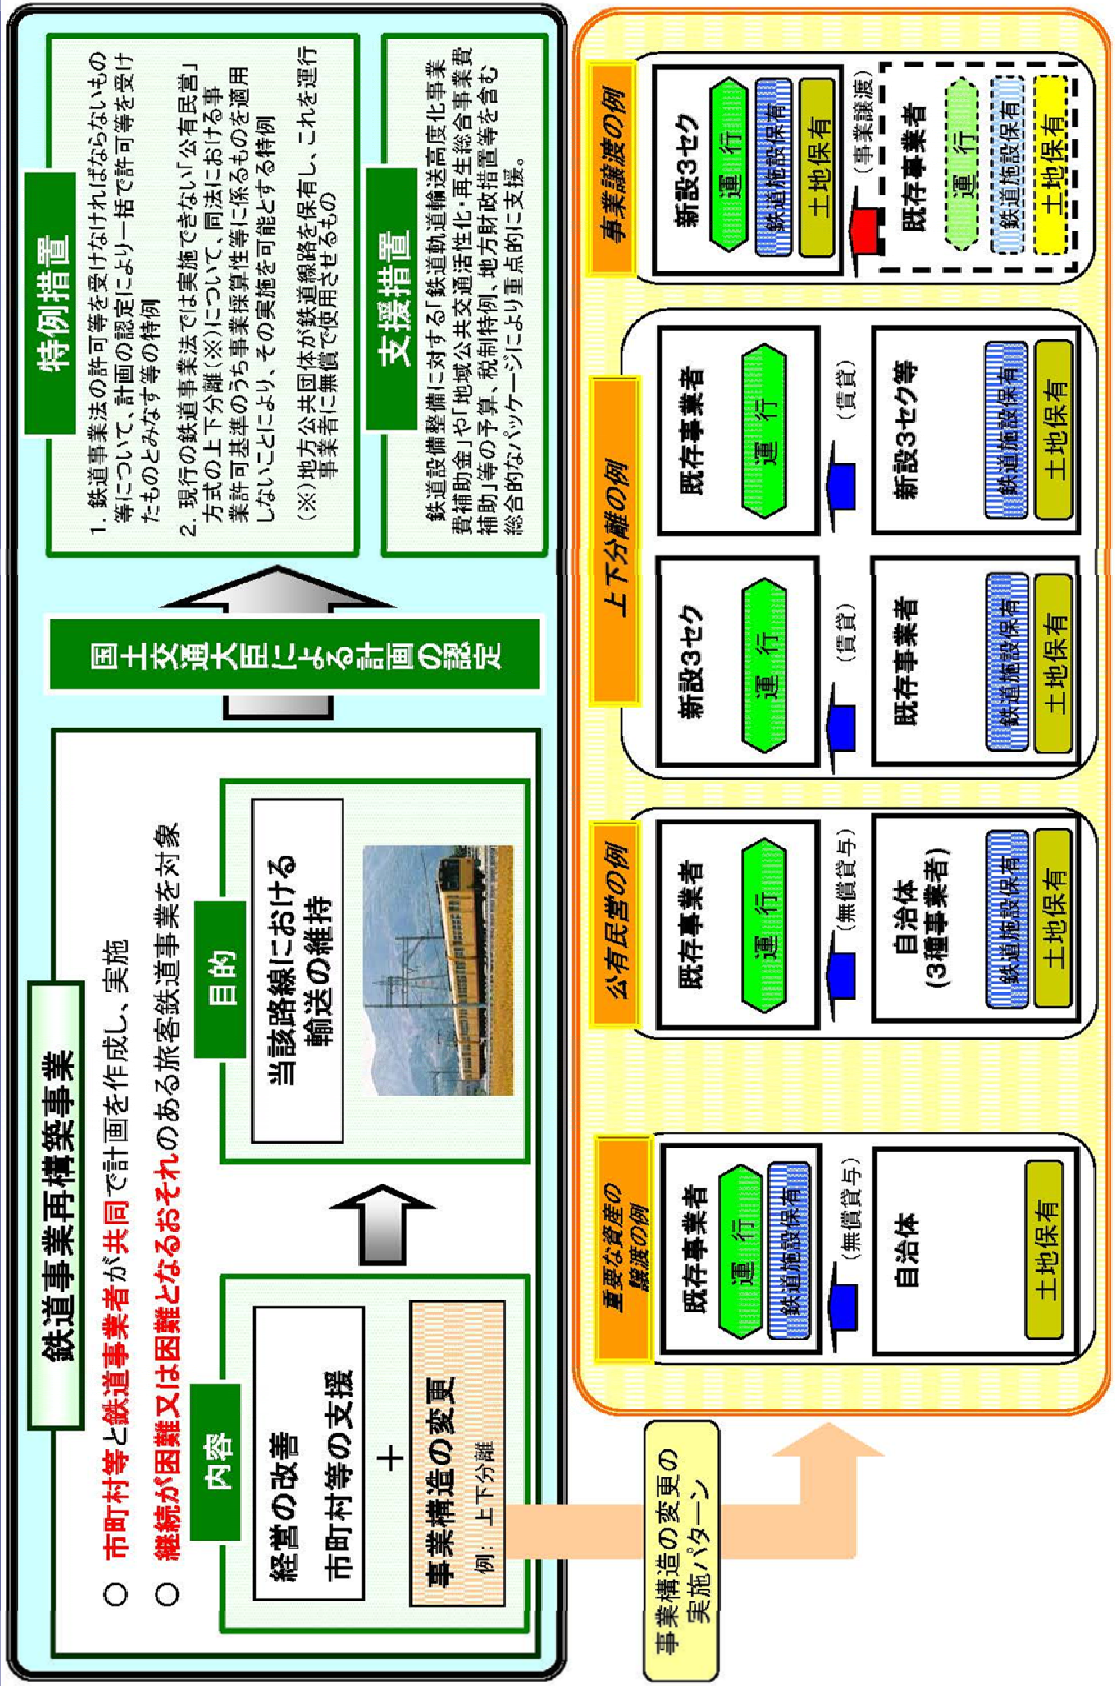 鉄道事業再構築事業
○ 市町村等と鉄道事業者が共同で計画を作成し、実施
○ 継続が困難又は困難となるおそれのある旅客鉄道事業を対象
内容
経営の改善
市町村等の支援
＋
事業構造の変更
例： 上下分離
目的
当該路線における
輸送の維持
国土交通大臣による計画の認定
特例措置
1. 鉄道事業法の許可等を受けなければならないもの
等について、計画の認定により一括で許可等を受け
たものとみなす等の特例
2. 現行の鉄道事業法では実施できない「公有民営」
方式の上下分離(※)について、同法における事
業許可基準のうち事業採算性等に係るものを適用
しないことにより、その実施を可能とする特例
(※)地方公共団体が鉄道線路を保有し、これを運行
事業者に無償で使用させるもの
支援措置
鉄道設備整備に対する「鉄道軌道輸送高度化事業
費補助金」や「地域公共交通活性化・再生総合事業費
補助」等の予算、税制特例、地方財政措置等を含む
総合的なパッケージにより重点的に支援。
事業構造の変更の
実施パターン
重要な資産の
譲渡の例
既存事業者
運 行
鉄道施設保有
(無償貸与)
自治体
土地保有
公有民営の例
既存事業者
運 行
(無償貸与)
自治体
(3種事業者)
鉄道施設保有
土地保有
上下分離の例
新設3セク
運 行
(賃貸)
既存事業者
鉄道施設保有
土地保有
既存事業者
運 行
(賃貸)
新設3セク等
鉄道施設保有
土地保有
事業譲渡の例
新設3セク
運 行
鉄道施設保有
土地保有
(事業譲渡)
既存事業者
運 行
鉄道施設保有
土地保有